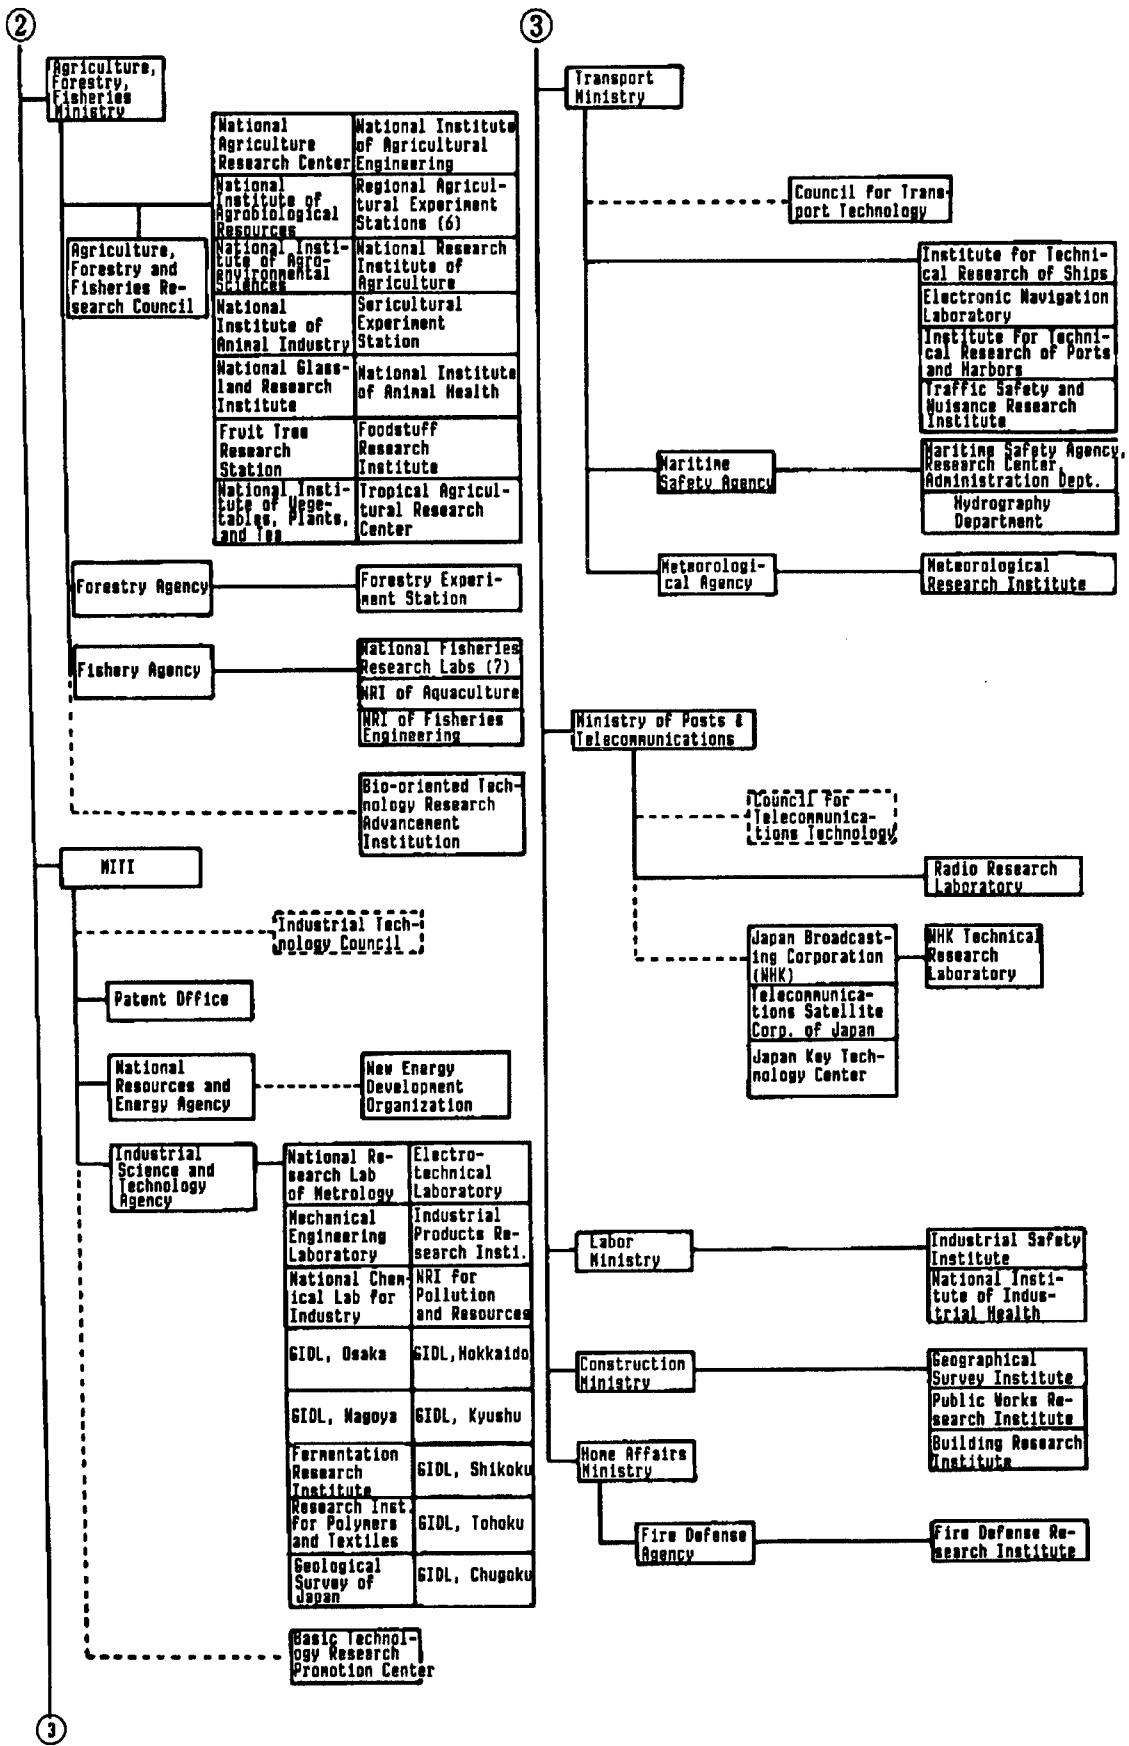 2
Agriculture,
Forestry,
Fisheries
Ministry
National
Agriculture
Research Center
National Institute
of Agricultural
Engineering
National
Institute of
Agrobiological
Resources
Regional Agricul-
tural Experiment
Stations (6)
Agriculture,
Forestry and
Fisheries Re-
search Council
National Insti-
tute of Agro-
environmental
Sciences
National Research
Institute of
Agriculture
National
Institute of
Animal Industry
Sericultural
Experiment
Station
National Glass-
land Research
Institute
National Institute
of Animal Health
Fruit Tree
Research
Station
Foodstuff
Research
Institute
National Insti-
tute of Vege-
tables, Plants,
and Tea
Tropical Agricul-
tural Research
Center
Forestry Agency
Forestry Experi-
ment Station
Fishery Agency
National Fisheries
Research Labs (7)
NRI of Aquaculture
NRI of Fisheries
Engineering
Bio-oriented Tech-
nology Research
Advancement
Institution
MITI
Industrial Tech-
nology Council
Patent Office
National
Resources and
Energy Agency
New Energy
Development
Organization
Industrial
Science and
Technology
Agency
National Re-
search Lab
of Metrology
Electro-
technical
Laboratory
Mechanical
Engineering
Laboratory
Industrial
Products Re-
search Insti.
National Chem-
ical Lab for
Industry
NRI for
Pollution
and Resources
GIDL, Osaka
GIDL,Hokkaido
GIDL, Nagoya
GIDL, Kyushu
Fermentation
Research
Institute
GIDL, Shikoku
Research Inst.
for Polymers
and Textiles
GIDL, Tohoku
Geological
Survey of
Japan
GIDL, Chugoku
Basic Technol-
ogy Research
Promotion Center
3
3
Transport
Ministry
Council for Trans-
port Technology
Institute for Techni-
cal Research of Ships
Electronic Navigation
Laboratory
Institute for Techni-
cal Research of Ports
and Harbors
Traffic Safety and
Nuisance Research
Institute
Maritime
Safety Agency
Maritime Safety Agency,
Research Center,
Administration Dept.
Hydrography
Department
Meteorologi-
cal Agency
Meteorological
Research Institute
Ministry of Posts &
Telecommunications
Council for
Telecommunica-
tions Technology
Radio Research
Laboratory
Japan Broadcast-
ing Corporation
(NHK)
NHK Technical
Research
Laboratory
Telecommunica-
tions Satellite
Corp. of Japan
Japan Key Tech-
nology Center
Labor
Ministry
Industrial Safety
Institute
National Insti-
tute of Indus-
trial Health
Construction
Ministry
Geographical
Survey Institute
Public Works Re-
search Institute
Building Research
Institute
Home Affairs
Ministry
Fire Defense
Agency
Fire Defense Re-
search Institute